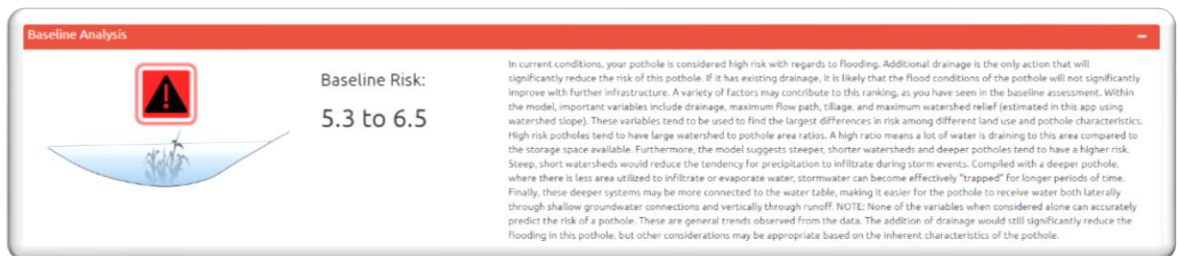 Baseline Analysis
Baseline Risk:
5.3 to 6.5
In current conditions, your pothole is considered high risk with regards to flooding. Additional drainage is the only action that will
significantly reduce the risk of this pothole. If it has existing drainage, it is likely that the flood conditions of the pothole will not significantly
improve with further infrastructure. A variety of factors may contribute to this ranking, as you have seen in the baseline assessment. Within
the model, important variables include drainage, maximum flow path, tillage, and maximum watershed relief (estimated in this app using
watershed slope). These variables tend to be used to find the largest differences in risk among different land use and pothole characteristics.
High risk potholes tend to have large watershed to pothole area ratios. A high ratio means a lot of water is draining to this area compared to
the storage space available. Furthermore, the model suggests steeper, shorter watersheds and deeper potholes tend to have a higher risk.
Steep, short watersheds would reduce the tendency for precipitation to infiltrate during storm events. Compiled with a deeper pothole,
where there is less area utilized to infiltrate or evaporate water, stormwater can become effectively "trapped" for longer periods of time.
Finally, these deeper systems may be more connected to the water table, making it easier for the pothole to receive water both laterally
through shallow groundwater connections and vertically through runoff. NOTE: None of the variables when considered alone can accurately
predict the risk of a pothole. These are general trends observed from the data. The addition of drainage would still significantly reduce the
flooding in this pothole, but other considerations may be appropriate based on the inherent characteristics of the pothole.